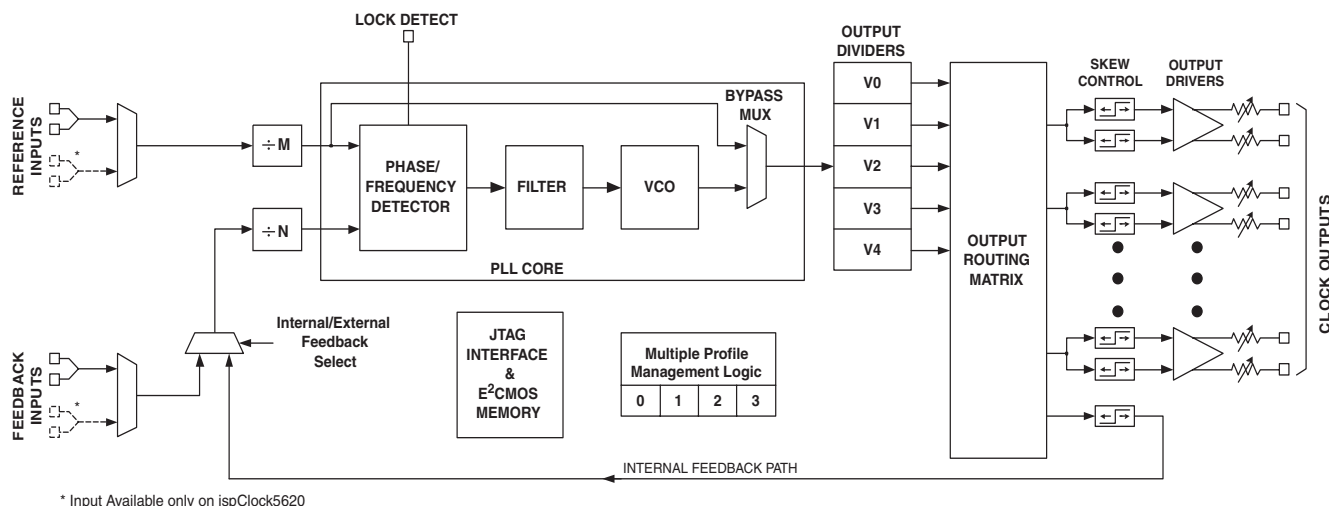 LOCK DETECT
OUTPUT
DIVIDERS
SKEW
CONTROL
OUTPUT
DRIVERS
REFERENCE
INPUTS
*
÷M
PHASE/
FREQUENCY
DETECTOR
FILTER
VCO
BYPASS
MUX
V0
V1
V2
V3
V4
÷N
PLL CORE
OUTPUT
ROUTING
MATRIX
CLOCK OUTPUTS
Internal/External
Feedback
Select
FEEDBACK
INPUTS
*
JTAG
INTERFACE
&
E²CMOS
MEMORY
Multiple Profile
Management Logic
0 1 2 3
INTERNAL FEEDBACK PATH
* Input Available only on ispClock5620